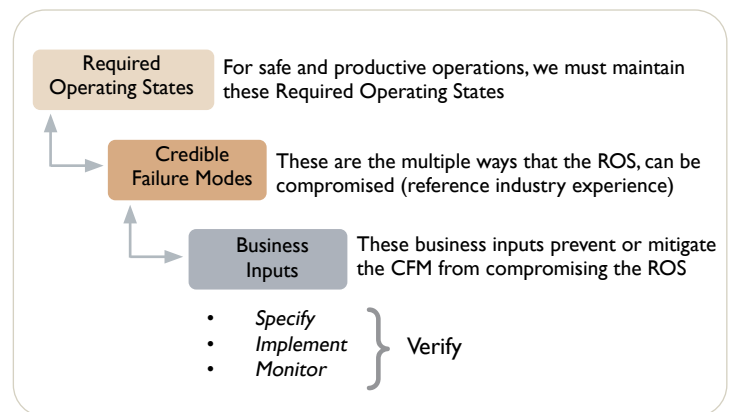 Required
Operating States
For safe and productive operations, we must maintain
these Required Operating States
Credible
Failure Modes
These are the multiple ways that the ROS, can be
compromised (reference industry experience)
Business
Inputs
These business inputs prevent or mitigate
the CFM from compromising the ROS
• Specify
• Implement
• Monitor
Verify